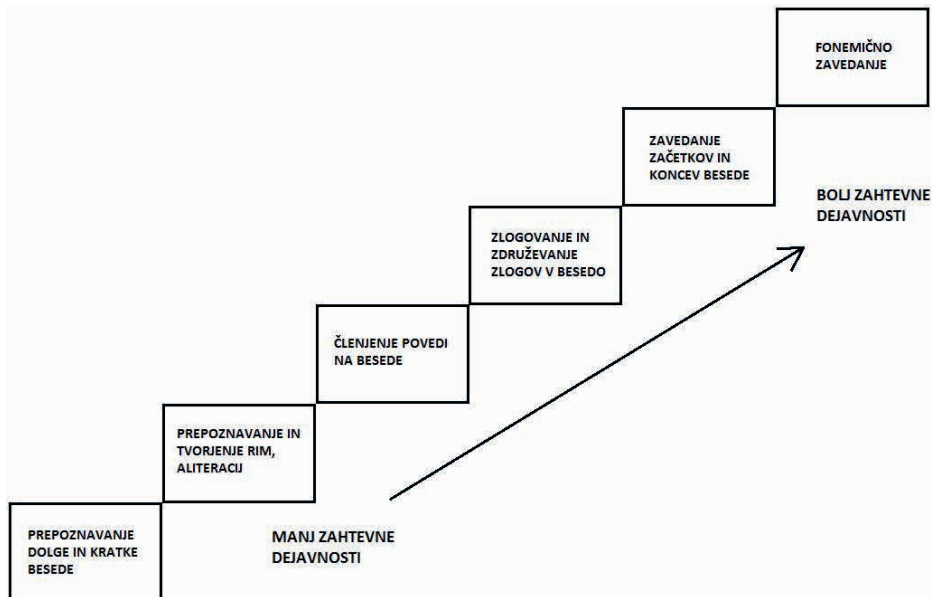 FONEMIČNO
ZAVEDANJE
ZAVEDANJE
ZAČETKOV IN
KONCEV BESEDE
BOLJ ZAHTEVNE
DEJAVNOSTI
ZLOGOVANJE IN
ZDRUŽEVANJE
ZLOGOV V BESEDO
ČLENJENJE POVEDI
NA BESEDE
PREPOZNAVANJE IN
TVORJENJE RIM,
ALITERACIJ
MANJ ZAHTEVNE
DEJAVNOSTI
PREPOZNAVANJE
DOLGE IN KRATKE
BESEDE